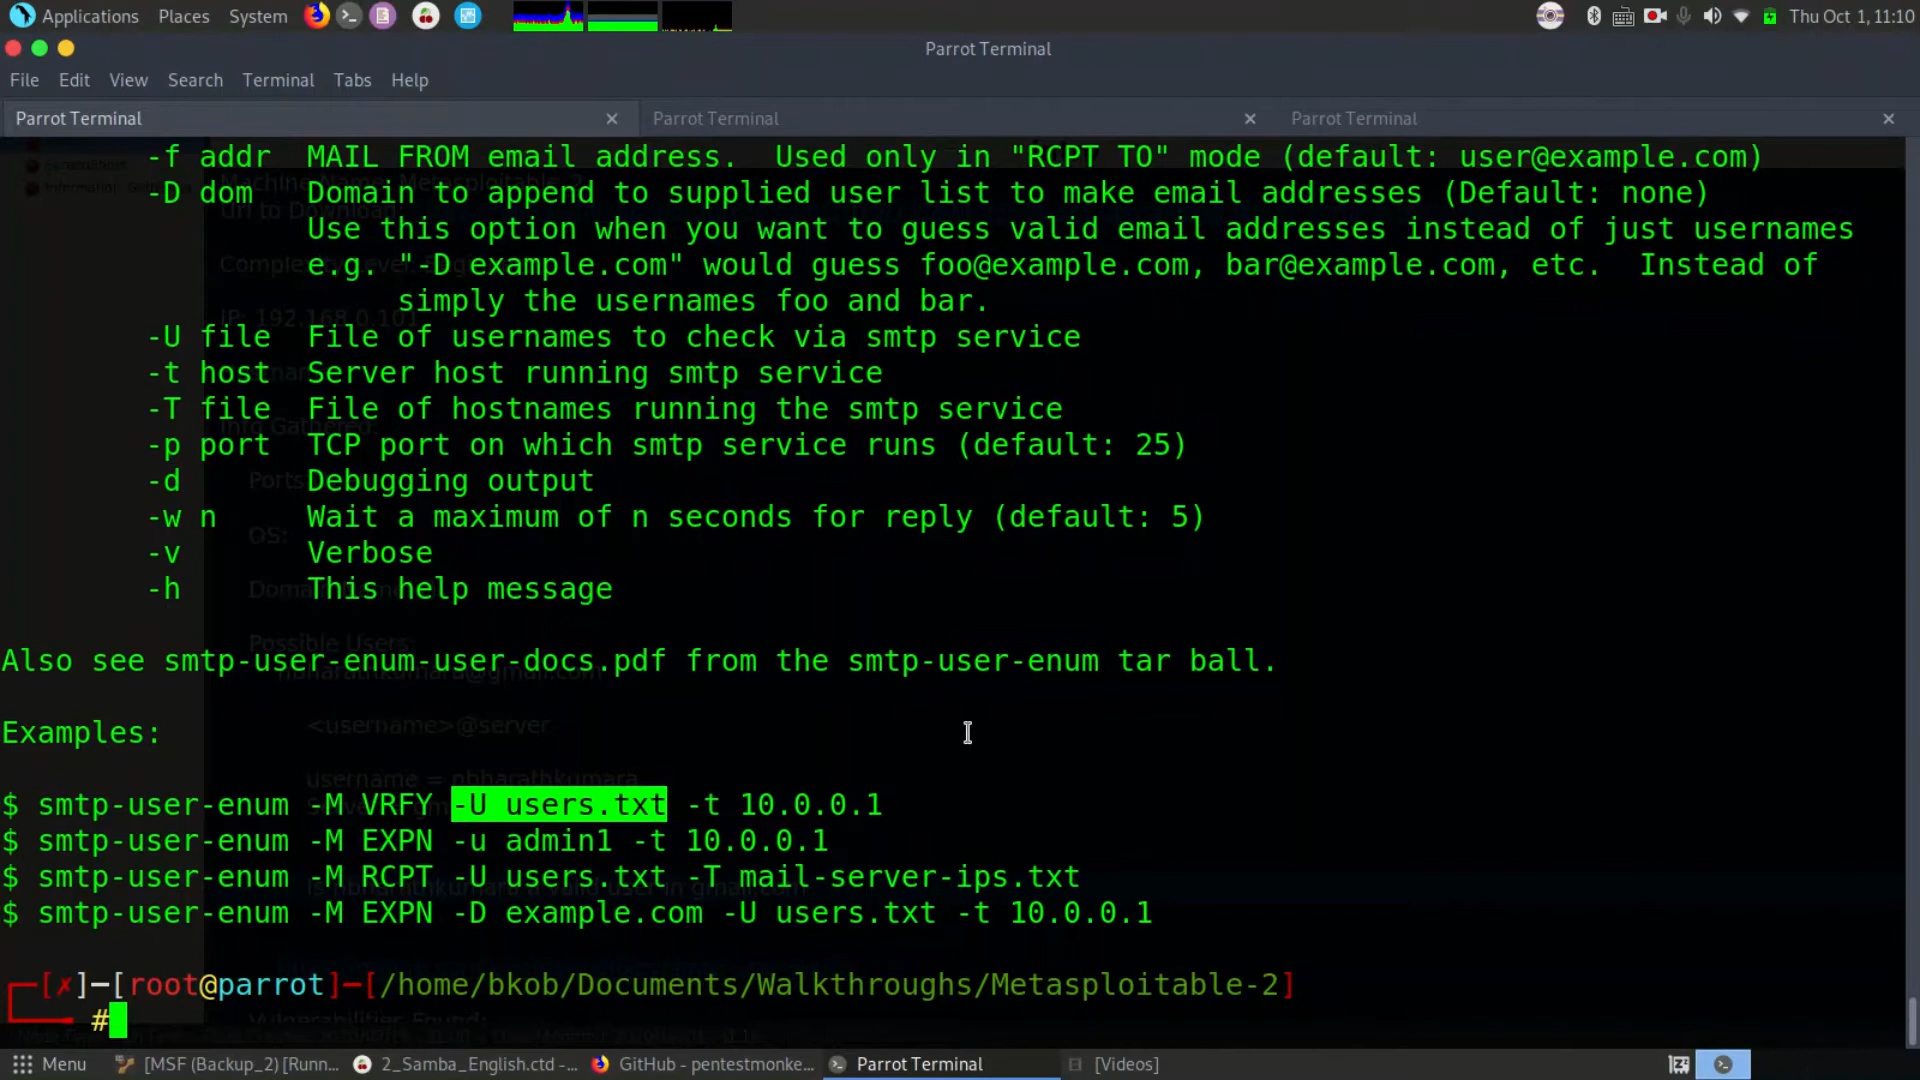 Applications Places System Thu Oct 1, 11:10
Parrot Terminal
File Edit View Search Terminal Tabs Help
Parrot Terminal × Parrot Terminal × Parrot Terminal ×
-f addr MAIL FROM email address. Used only in "RCPT TO" mode (default: user@example.com)
-D dom Domain to append to supplied user list to make email addresses (Default: none)
Use this option when you want to guess valid email addresses instead of just usernames
e.g. "-D example.com" would guess foo@example.com, bar@example.com, etc. Instead of
simply the usernames foo and bar.
-U file File of usernames to check via smtp service
-t host Server host running smtp service
-T file File of hostnames running the smtp service
-p port TCP port on which smtp service runs (default: 25)
-d Debugging output
-w n Wait a maximum of n seconds for reply (default: 5)
-v Verbose
-h This help message
Also see smtp-user-enum-user-docs.pdf from the smtp-user-enum tar ball.
Examples:
$ smtp-user-enum -M VRFY -U users.txt -t 10.0.0.1
$ smtp-user-enum -M EXPN -u admin1 -t 10.0.0.1
$ smtp-user-enum -M RCPT -U users.txt -T mail-server-ips.txt
$ smtp-user-enum -M EXPN -D example.com -U users.txt -t 10.0.0.1
[✗]─[root@parrot]─[/home/bkob/Documents/Walkthroughs/Metasploitable-2]
#
Menu [MSF (Backup_2) [Runn... 2_Samba_English.ctd -... GitHub - pentestmonke... Parrot Terminal [Videos]